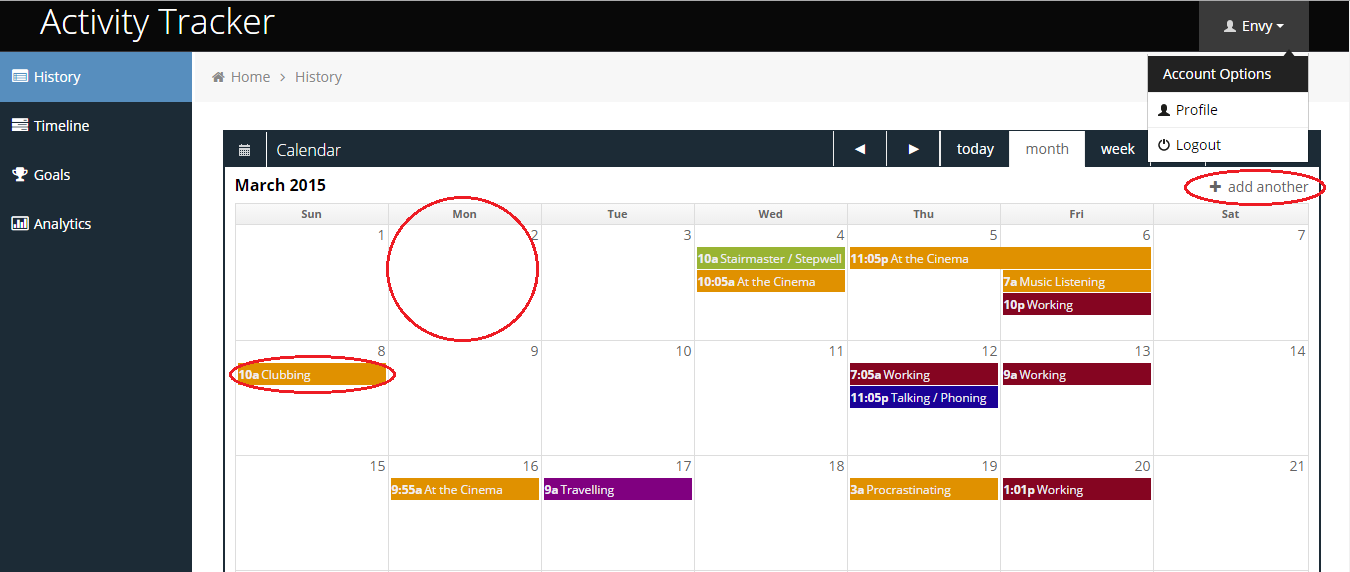 Activity Tracker
Envy
History
Home > History
Account Options
Timeline
Profile
Goals
Logout
Analytics
Calendar
today month week
March 2015
add another
Sun Mon Tue Wed Thu Fri Sat
1 2 3 4 5 6 7
10a Stairmaster / Stepwell 11:05p At the Cinema
10:05a At the Cinema 7a Music Listening
10p Working
8 9 10 11 12 13 14
10a Clubbing 7:05a Working 9a Working
11:05p Talking / Phoning
15 16 17 18 19 20 21
9:55a At the Cinema 9a Travelling 3a Procrastinating 1:01p Working